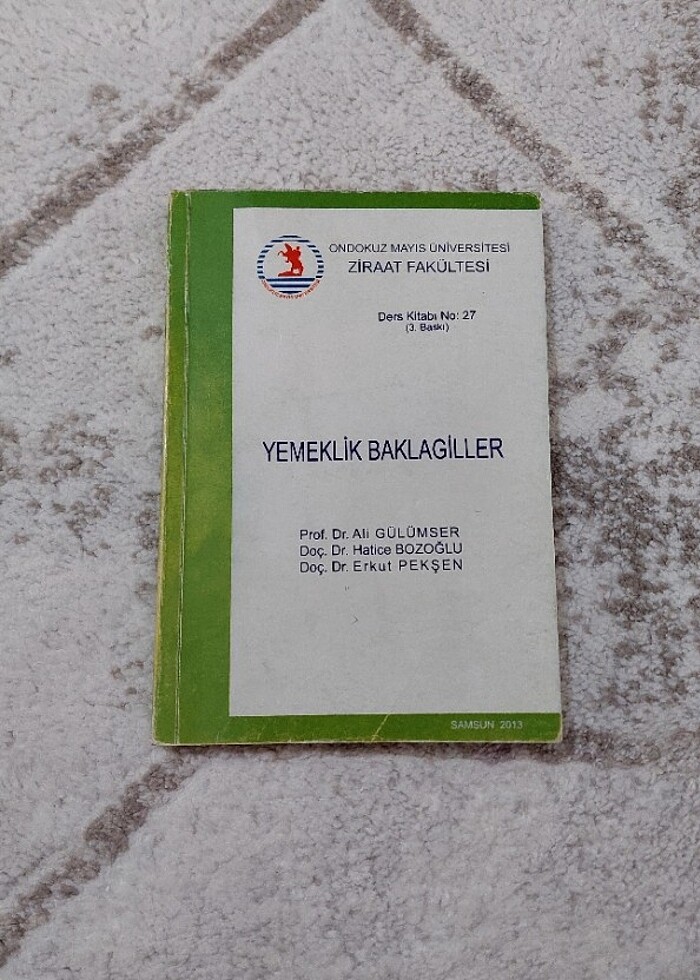 ONDOKUZ MAYIS ÜNİVERSİTESİ
ZİRAAT FAKÜLTESİ
Ders Kitabı No: 27
(3. Baskı)
YEMEKLİK BAKLAGİLLER
Prof. Dr. Ali GÜLÜMSER
Doç. Dr. Hatice BOZOĞLU
Doç. Dr. Erkut PEKŞEN
SAMSUN 2013